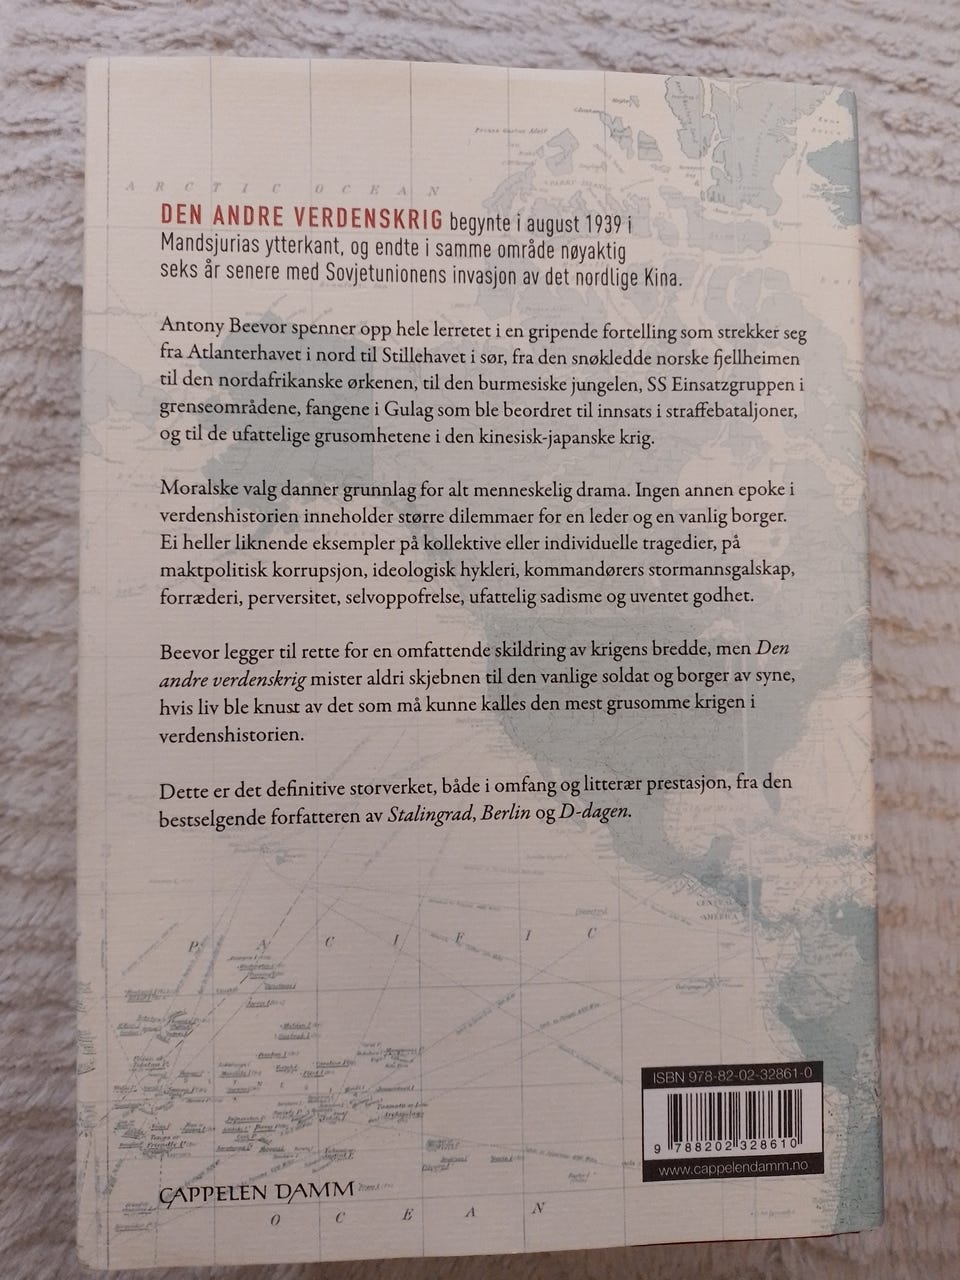 ARCTIC OCEAN
DEN ANDRE VERDENSKRIG begynte i august 1939 i
Mandsjurias ytterkant, og endte i samme område nøyaktig
seks år senere med Sovjetunionens invasjon av det nordlige Kina.
Antony Beevor spenner opp hele lerretet i en gripende fortelling som strekker seg
fra Atlanterhavet i nord til Stillehavet i sør, fra den snøkledde norske fjellheimen
til den nordafrikanske ørkenen, til den burmesiske jungelen, SS Einsatzgruppen i
grenseområdene, fangene i Gulag som ble beordret til innsats i straffebataljoner,
og til de ufattelige grusomhetene i den kinesisk-japanske krig.
Moralske valg danner grunnlag for alt menneskelig drama. Ingen annen epoke i
verdenshistorien inneholder større dilemmaer for en leder og en vanlig borger.
Ei heller liknende eksempler på kollektive eller individuelle tragedier, på
maktpolitisk korrupsjon, ideologisk hykleri, kommandørers stormannsgalskap,
forræderi, perversitet, selvoppofrelse, ufattelig sadisme og uventet godhet.
Beevor legger til rette for en omfattende skildring av krigens bredde, men Den
andre verdenskrig mister aldri skjebnen til den vanlige soldat og borger av syne,
hvis liv ble knust av det som må kunne kalles den mest grusomme krigen i
verdenshistorien.
Dette er det definitive storverket, både i omfang og litterær prestasjon, fra den
bestselgende forfatteren av Stalingrad, Berlin og D-dagen.
CENTRAL
AMERICA
PACIFIC
ISBN 978-82-02-32861-0
9 788202 328610
www.cappelendamm.no
CAPPELEN DAMM
OCEAN